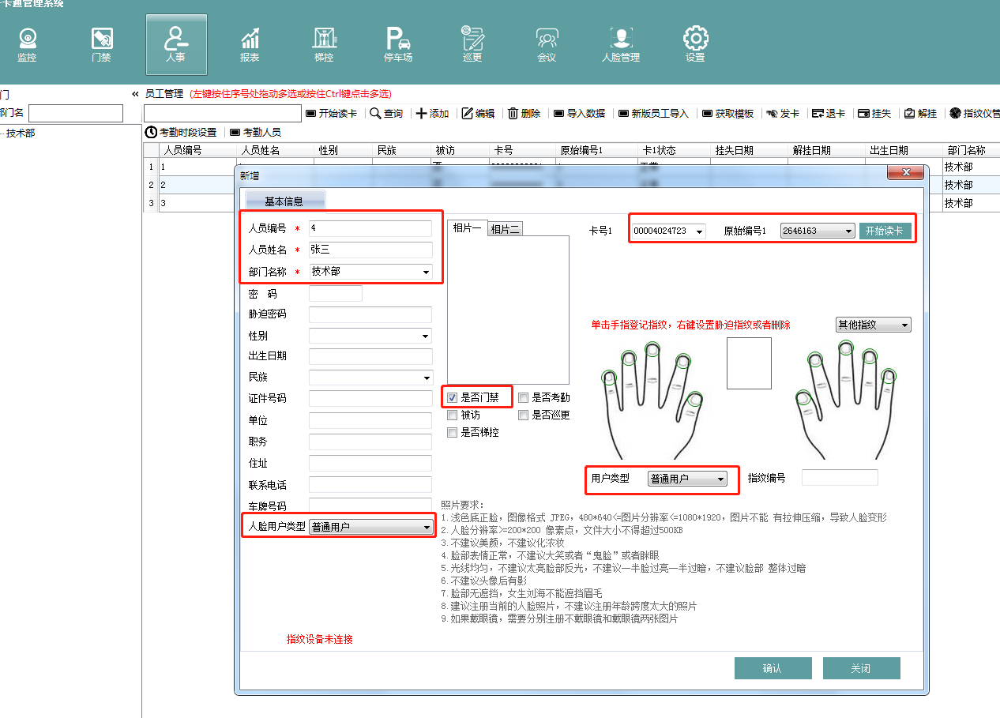 卡通管理系统
监控 门禁 人事 报表 梯控 停车场 巡更 会议 人脸管理 设置
门
« 员工管理 (左键按住序号处拖动多选或按住Ctrl键点击多选)
部门名 开始读卡 查询 添加 编辑 删除 导入数据 新版员工导入 获取模板 发卡 退卡 挂失 解挂 指纹仪管
技术部
考勤时段设置 考勤人员
人员编号 人员姓名 性别 民族 被访 卡号 原始编号1 卡1状态 挂失日期 解挂日期 出生日期 部门名称
1 1 技术部
2 2 技术部
3 3 技术部
新增
基本信息
人员编号 * 4
人员姓名 * 张三
部门名称 * 技术部
密 码
胁迫密码
性别
出生日期
民族
证件号码
单位
职务
住址
联系电话
车牌号码
人脸用户类型 普通用户
相片一 相片二
是否门禁 是否考勤
被访 是否巡更
是否梯控
卡号1 00004024723 原始编号1 2646163 开始读卡
单击手指登记指纹，右键设置胁迫指纹或者删除 其他指纹
用户类型 普通用户 指纹编号
照片要求:
1.浅色底正脸，图像格式 JPEG，480*640<=图片分辨率<=1080*1920，图片不能 有拉伸压缩，导致人脸变形
2.人脸分辨率>=200*200 像素点，文件大小不得超过500KB
3.不建议美颜，不建议化浓妆
4.脸部表情正常，不建议大笑或者“鬼脸”或者眯眼
5.光线均匀，不建议太亮脸部反光，不建议一半脸过亮一半过暗，不建议脸部 整体过暗
6.不建议头像后有影
7.脸部无遮挡，女生刘海不能遮挡眉毛
8.建议注册当前的人脸照片，不建议注册年龄跨度太大的照片
9.如果戴眼镜，需要分别注册不戴眼镜和戴眼镜两张图片
指纹设备未连接
确认 关闭